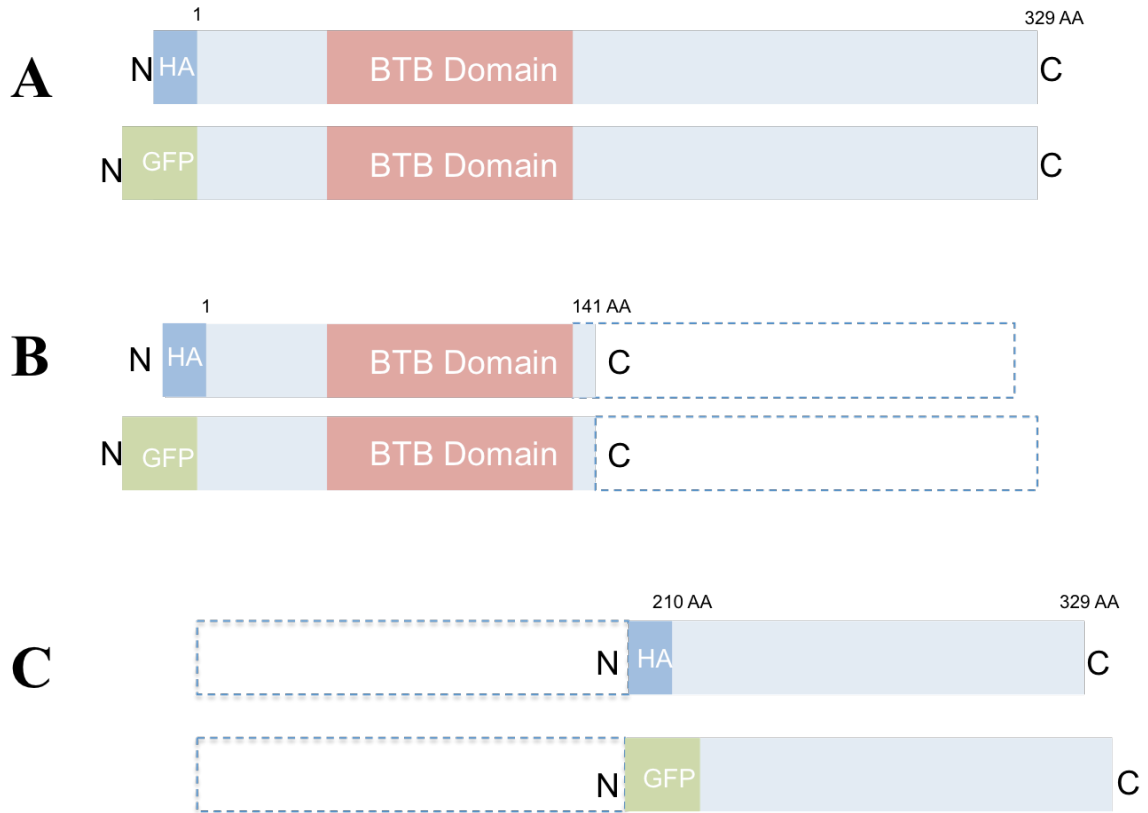 1 329 AA
A
N HA BTB Domain C
N GFP BTB Domain C
1 141 AA
B
N HA BTB Domain C
N GFP BTB Domain C
210 AA 329 AA
C
N HA C
N GFP C